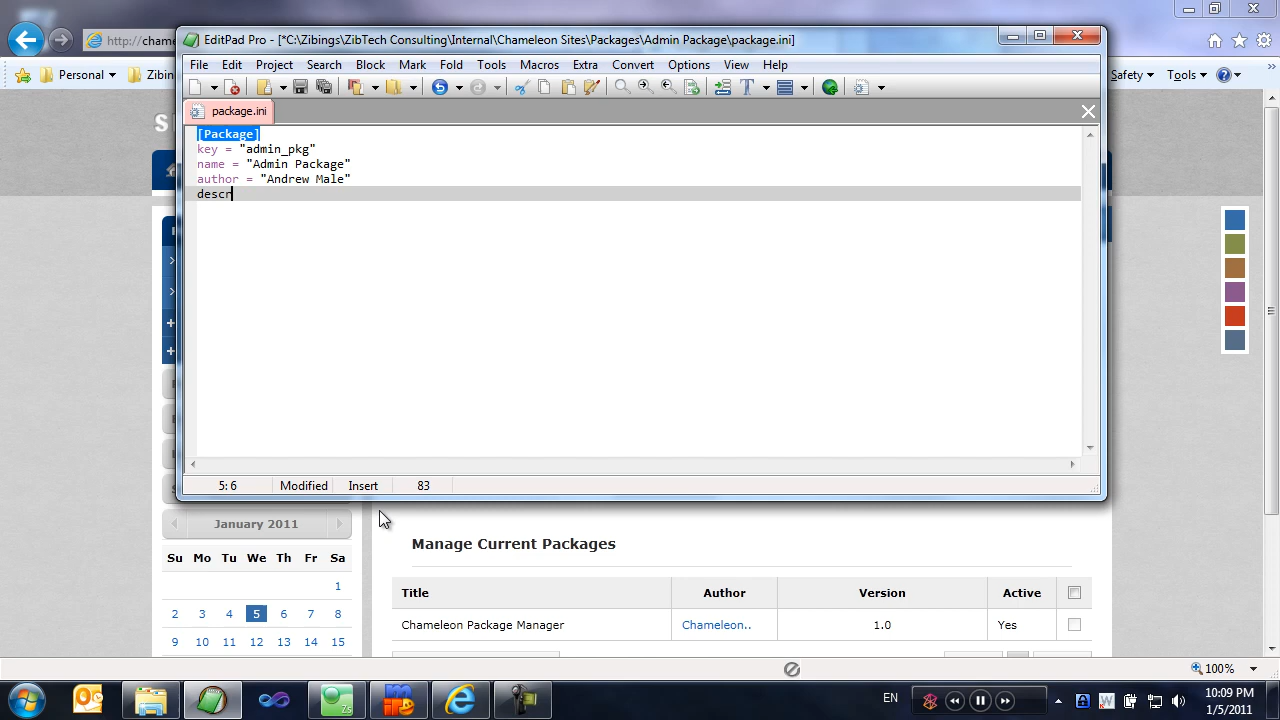 EditPad Pro - [*C:\Zibings\ZibTech Consulting\Internal\Chameleon Sites\Packages\Admin Package\package.ini]
http://chame
Personal
Zibin
Safety
Tools
File Edit Project Search Block Mark Fold Tools Macros Extra Convert Options View Help
package.ini
[Package]
key = "admin_pkg"
name = "Admin Package"
author = "Andrew Male"
descr
5: 6 Modified Insert 83
January 2011
Su Mo Tu We Th Fr Sa
1
2 3 4 5 6 7 8
9 10 11 12 13 14 15
Manage Current Packages
Title Author Version Active
Chameleon Package Manager Chameleon.. 1.0 Yes
100%
EN
10:09 PM
1/5/2011